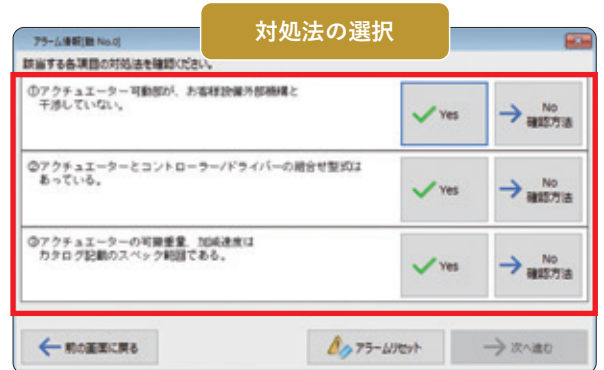 対処法の選択
アラーム情報[軸 No.0]
該当する各項目の対処法を確認ください。
①アクチュエーター可動部が、お客様設備外部機構と
干渉していない。
Yes
No
確認方法
②アクチュエーターとコントローラー/ドライバーの組合せ型式は
あっている。
Yes
No
確認方法
③アクチュエーターの可搬重量、加減速度は
カタログ記載のスペック範囲である。
Yes
No
確認方法
前の画面に戻る
アラームリセット
次へ進む